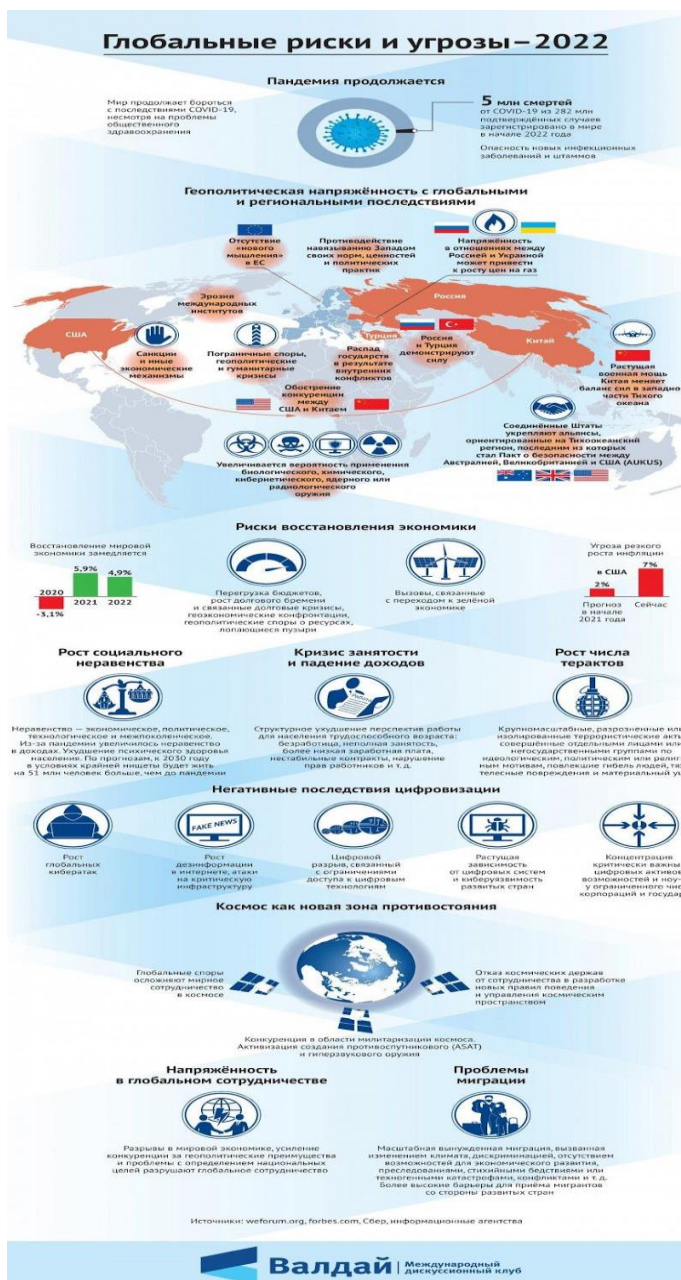 Глобальные риски и угрозы–2022
Пандемия продолжается
Мир продолжает бороться
с последствиями COVID-19,
несмотря на проблемы
общественного
здравоохранения
5 млн смертей
от COVID-19 из 282 млн
подтверждённых случаев
зарегистрировано в мире
в начале 2022 года
Опасность новых инфекционных
заболеваний и штаммов
Геополитическая напряжённость с глобальными
и региональными последствиями
Отсутствие
«нового
мышления»
в ЕС
Противодействие
навязыванию Западом
своих норм, ценностей
и политических
практик
Напряжённость
в отношениях между
Россией и Украиной
может привести
к росту цен на газ
Эрозия
международных
институтов
США
Россия
Турция
Китай
Санкции
и иные
экономические
механизмы
Пограничные споры,
геополитические
и гуманитарные
кризисы
Распад
государств
в результате
внутренних
конфликтов
Россия
и Турция
демонстрируют
силу
Растущая
военная мощь
Китая меняет
баланс сил в западно
части Тихого
океана
Обострение
конкуренции
между
США и Китаем
Соединённые Штаты
укрепляют альянсы,
ориентированные на Тихоокеанский
регион, последним из которых
стал Пакт о безопасности между
Австралией, Великобританией и США (AUKUS)
Увеличивается вероятность применения
биологического, химического,
кибернетического, ядерного или
радиологического
оружия
Риски восстановления экономики
Восстановление мировой
экономики замедляется
2020
-3,1%
5,9%
2021
4,9%
2022
Перегрузка бюджетов,
рост долгового бремени
и связанные долговые кризисы,
геоэкономические конфронтации,
геополитические споры о ресурсах,
лопающиеся пузыри
Вызовы, связанные
с переходом к зелёной
экономике
Угроза резкого
роста инфляции
в США
2%
7%
Прогноз
в начале
2021 года
Сейчас
Рост социального
неравенства
Неравенство — экономическое, политическое,
технологическое и межпоколенческое.
Из-за пандемии увеличилось неравенство
в доходах. Ухудшение психического здоровья
населения. По прогнозам, к 2030 году
в условиях крайней нищеты будет жить
на 51 млн человек больше, чем до пандемии
Кризис занятости
и падение доходов
Структурное ухудшение перспектив работы
для населения трудоспособного возраста:
безработица, неполная занятость,
более низкая заработная плата,
нестабильные контракты, нарушение
прав работников и т. д.
Рост числа
терактов
Крупномасштабные, разрозненные или
изолированные террористические акты
совершённые отдельными лицами или
негосударственными группами по
идеологическим, политическим или религ
ным мотивам, повлекшие гибель людей, тя
телесные повреждения и материальный ущ
Негативные последствия цифровизации
Рост
глобальных
кибератак
FAKE NEWS
Рост
дезинформации
в интернете, атаки
на критическую
инфраструктуру
Цифровой
разрыв, связанный
с ограничениями
доступа к цифровым
технологиям
Растущая
зависимость
от цифровых систем
и киберуязвимость
развитых стран
Концентрация
критически важны
цифровых активов
возможностей и ноу-
у ограниченного чис
корпораций и государ
Космос как новая зона противостояния
Глобальные споры
осложняют мирное
сотрудничество
в космосе
Отказ космических держав
от сотрудничества в разработке
новых правил поведения
и управления космическим
пространством
Конкуренция в области милитаризации космоса.
Активизация создания противоспутникового (ASAT)
и гиперзвукового оружия
Напряжённость
в глобальном сотрудничестве
Разрывы в мировой экономике, усиление
конкуренции за геополитические преимущества
и проблемы с определением национальных
целей разрушают глобальное сотрудничество
Проблемы
миграции
Масштабная вынужденная миграция, вызванная
изменением климата, дискриминацией, отсутствием
возможностей для экономического развития,
преследованиями, стихийными бедствиями или
техногенными катастрофами, конфликтами и т. д.
Более высокие барьеры для приёма мигрантов
со стороны развитых стран
Источники: weforum.org, forbes.com, Сбер, информационные агентства
Валдай
Международный
дискуссионный клуб